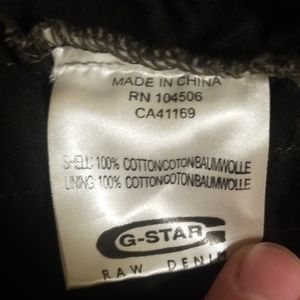 MADE IN CHINA
RN 104506
CA41169
SHELL: 100% COTTON/COTON/BAUMWOLLE
LINING: 100% COTTON/COTON/BAUMWOLLE
G-STAR
RAW DENIM